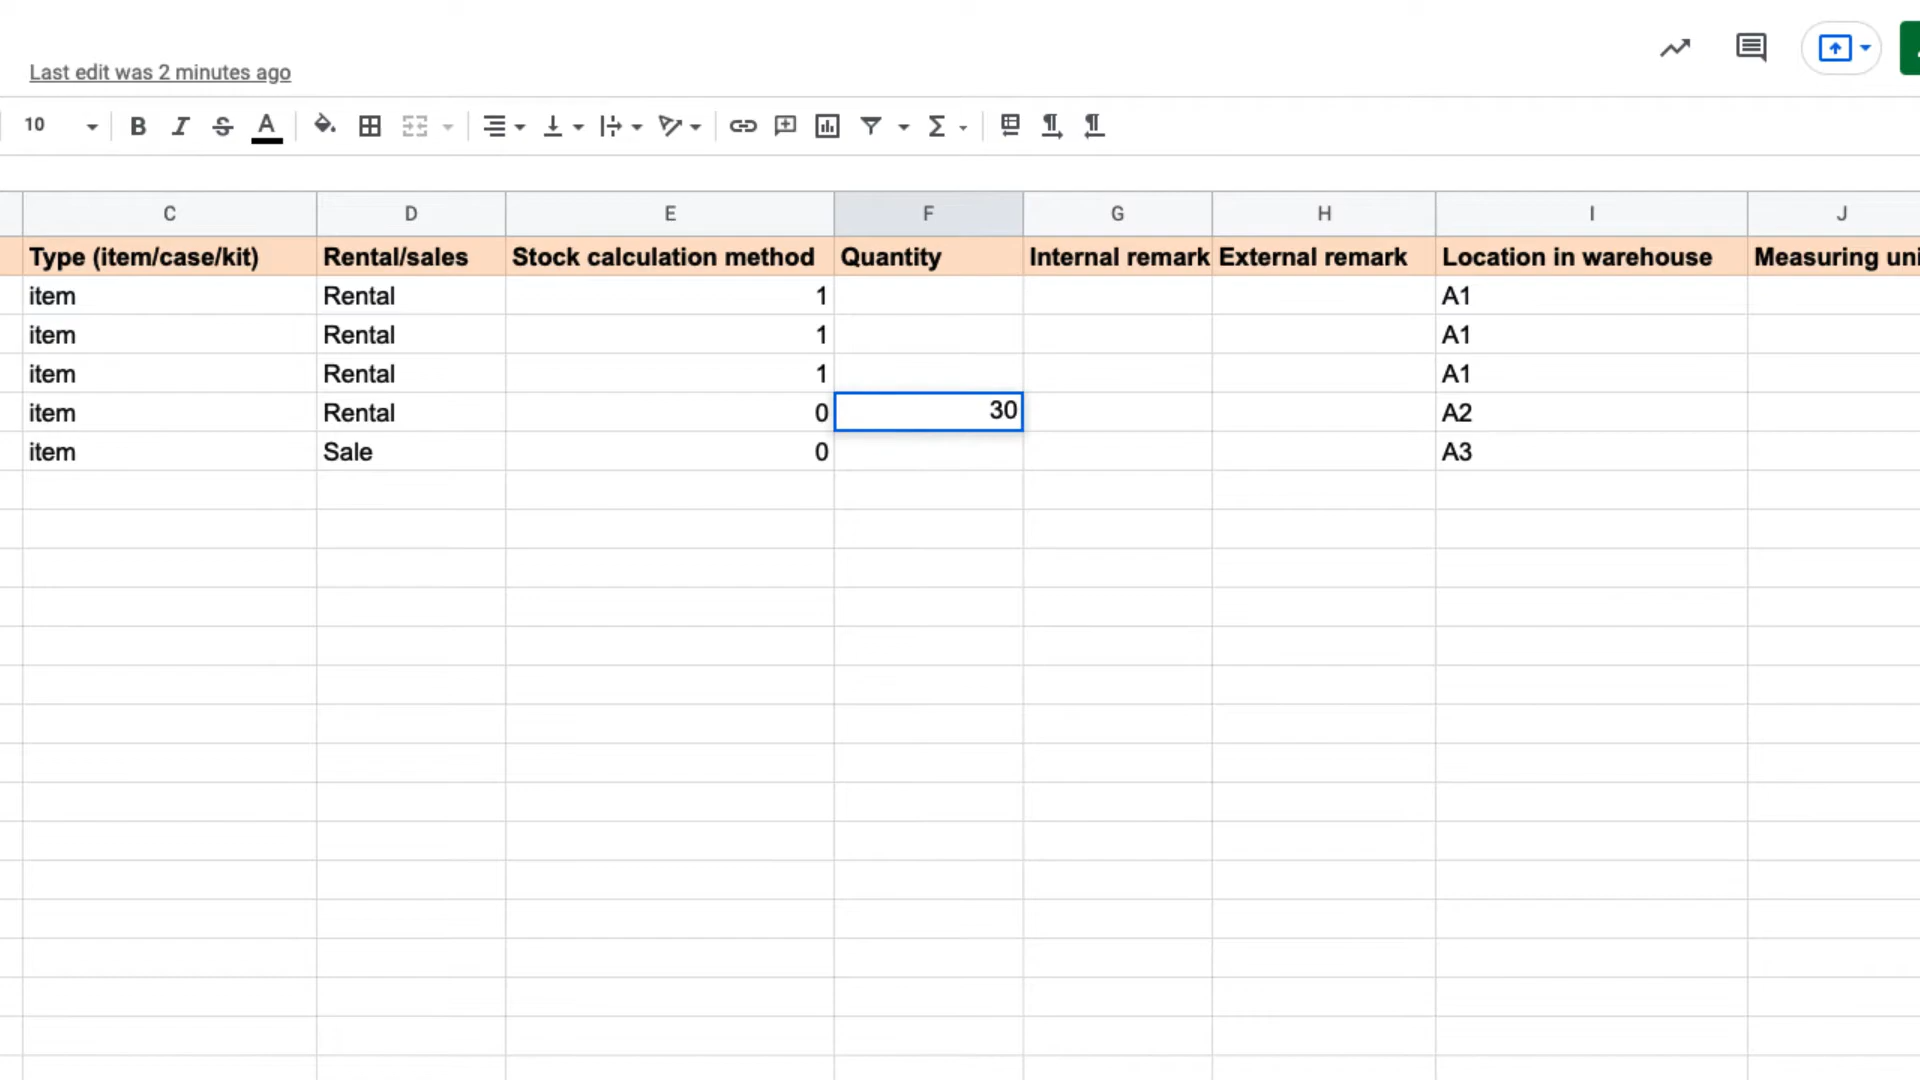 Last edit was 2 minutes ago
10 B I S A
C D E F G H I J
Type (item/case/kit) Rental/sales Stock calculation method Quantity Internal remark External remark Location in warehouse Measuring uni
item Rental 1 A1
item Rental 1 A1
item Rental 1 A1
item Rental 0 30 A2
item Sale 0 A3